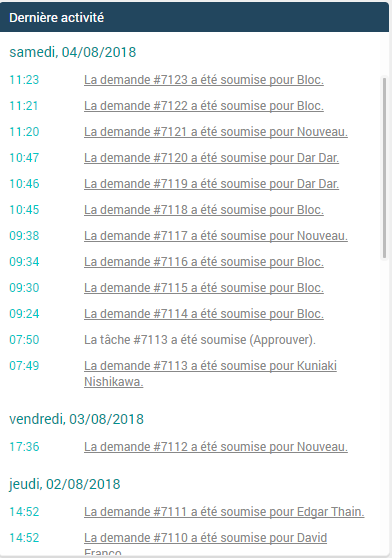 Dernière activité
samedi, 04/08/2018
11:23 La demande #7123 a été soumise pour Bloc.
11:21 La demande #7122 a été soumise pour Bloc.
11:20 La demande #7121 a été soumise pour Nouveau.
10:47 La demande #7120 a été soumise pour Dar Dar.
10:46 La demande #7119 a été soumise pour Dar Dar.
10:45 La demande #7118 a été soumise pour Bloc.
09:38 La demande #7117 a été soumise pour Nouveau.
09:34 La demande #7116 a été soumise pour Bloc.
09:30 La demande #7115 a été soumise pour Bloc.
09:24 La demande #7114 a été soumise pour Bloc.
07:50 La tâche #7113 a été soumise (Approuver).
07:49 La demande #7113 a été soumise pour Kuniaki
Nishikawa.
vendredi, 03/08/2018
17:36 La demande #7112 a été soumise pour Nouveau.
jeudi, 02/08/2018
14:52 La demande #7111 a été soumise pour Edgar Thain.
14:52 La demande #7110 a été soumise pour David
Franco